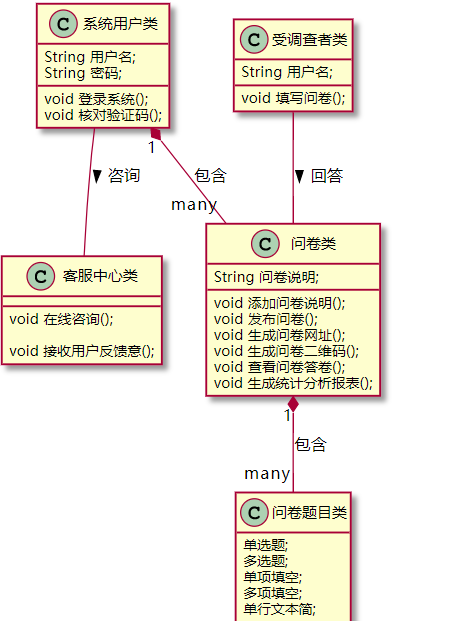 C 系统用户类
String 用户名;
String 密码;
void 登录系统();
void 核对验证码();
C 受调查者类
String 用户名;
void 填写问卷();
1
咨询
包含
many
回答
C 客服中心类
void 在线咨询();
void 接收用户反馈意();
C 问卷类
String 问卷说明;
void 添加问卷说明();
void 发布问卷();
void 生成问卷网址();
void 生成问卷二维码();
void 查看问卷答卷();
void 生成统计分析报表();
1
包含
many
C 问卷题目类
单选题;
多选题;
单项填空;
多项填空;
单行文本简;